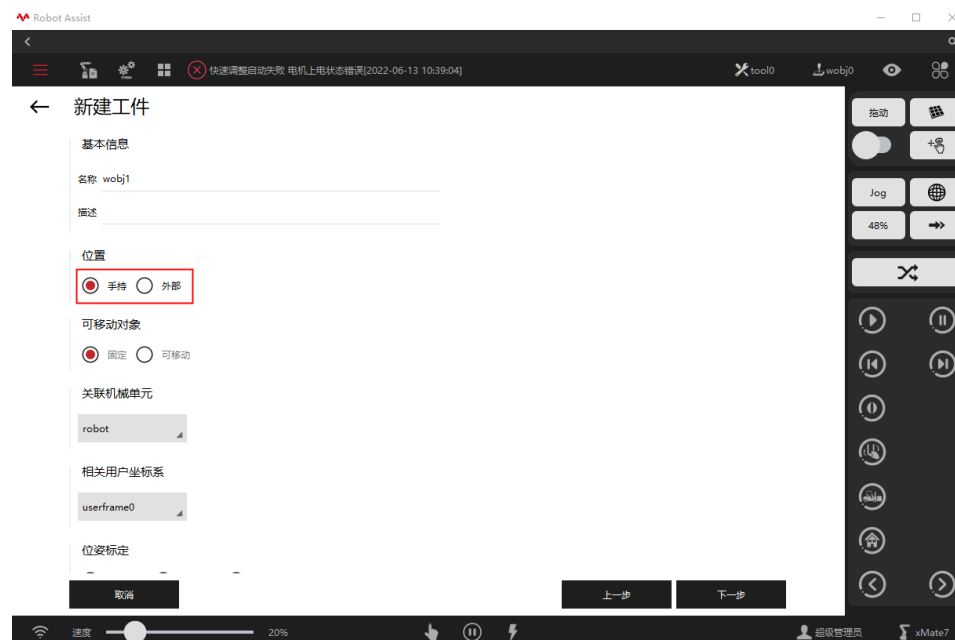 Robot Assist
快速调整启动失败 电机上电状态错误[2022-06-13 10:39:04]
tool0
wobj0
新建工件
拖动
基本信息
名称 wobj1
Jog
描述
48%
位置
手持 外部
可移动对象
固定 可移动
关联机械单元
robot
相关用户坐标系
userframe0
位姿标定
取消 上一步 下一步
速度 20% 超级管理员 xMate7